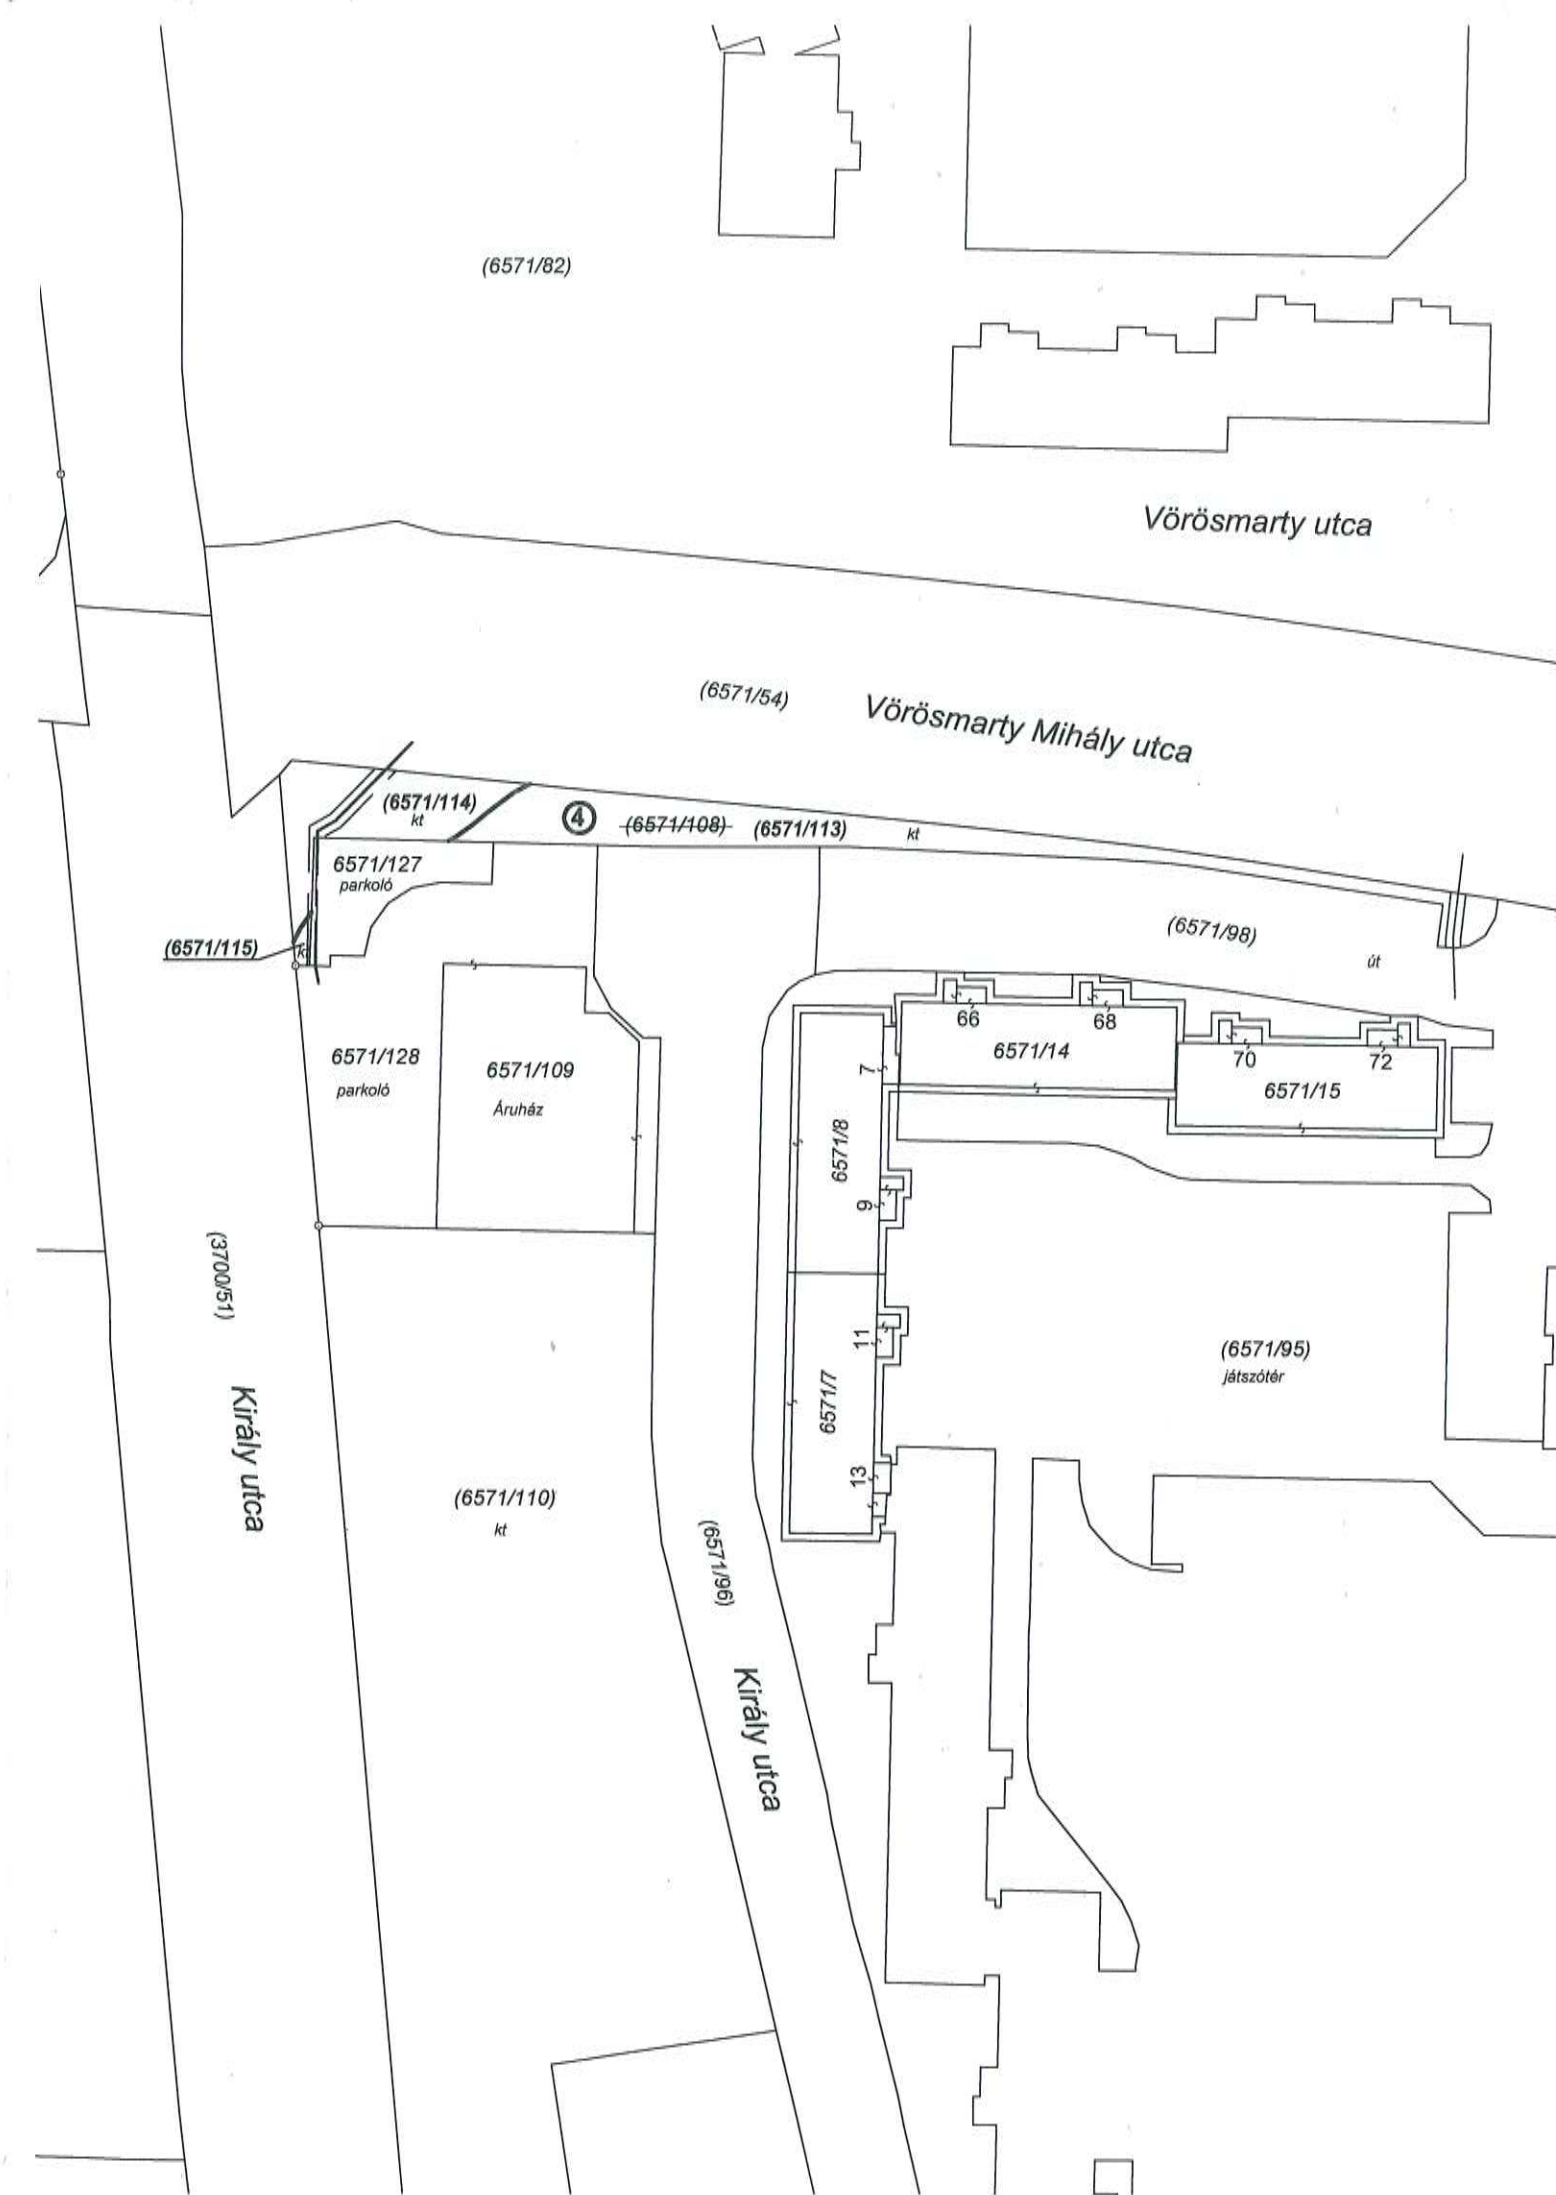 (6571/82)
Vörösmarty utca
(6571/54)
Vörösmarty Mihály utca
(6571/114)
kt
4
(6571/108)
(6571/113)
kt
6571/127
parkoló
(6571/115)
kt
(6571/98)
út
66
68
6571/14
70
72
6571/15
7
6571/8
9
6571/128
parkoló
6571/109
Áruház
(3700/51)
Király utca
11
6571/7
13
(6571/95)
játszótér
(6571/110)
kt
(6571/96)
Király utca